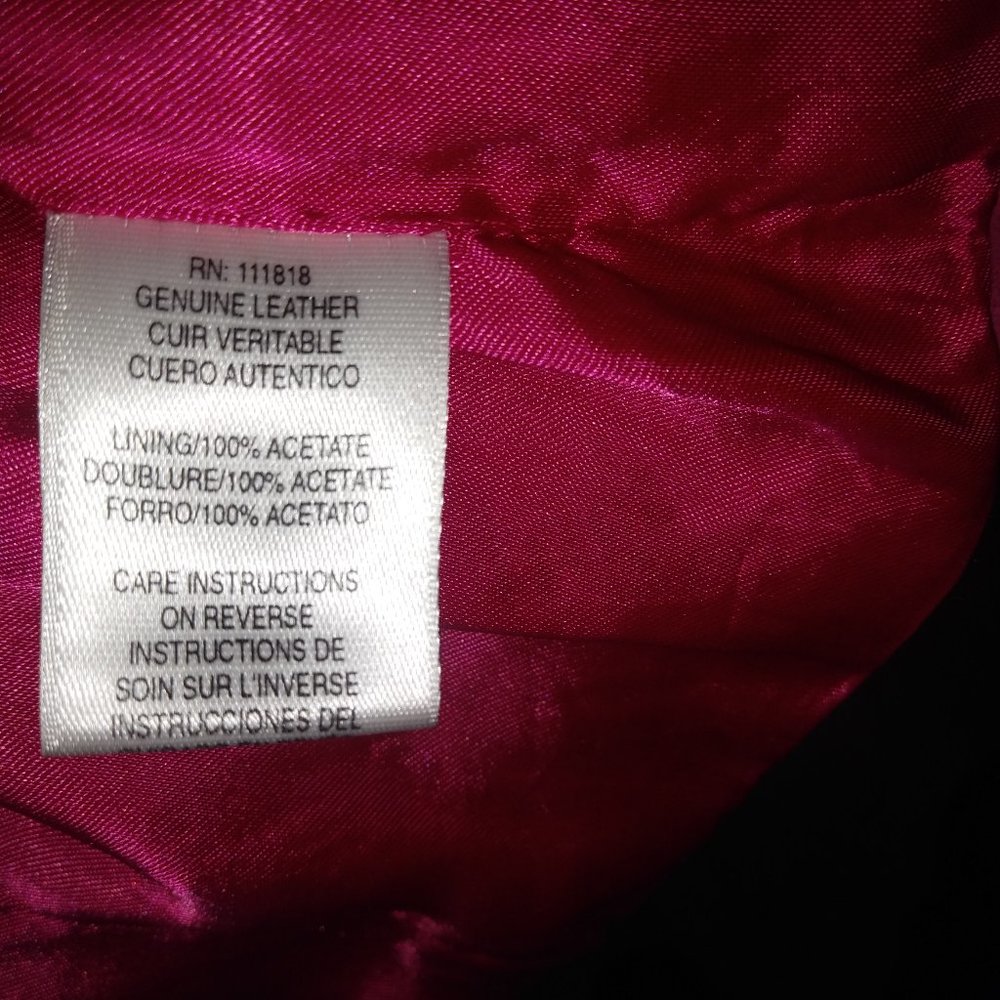 RN: 111818
GENUINE LEATHER
CUIR VERITABLE
CUERO AUTENTICO
LINING/100% ACETATE
DOUBLURE/100% ACETATE
FORRO/100% ACETATO
CARE INSTRUCTIONS
ON REVERSE
INSTRUCTIONS DE
SOIN SUR L'INVERSE
INSTRUCCIONES DEL